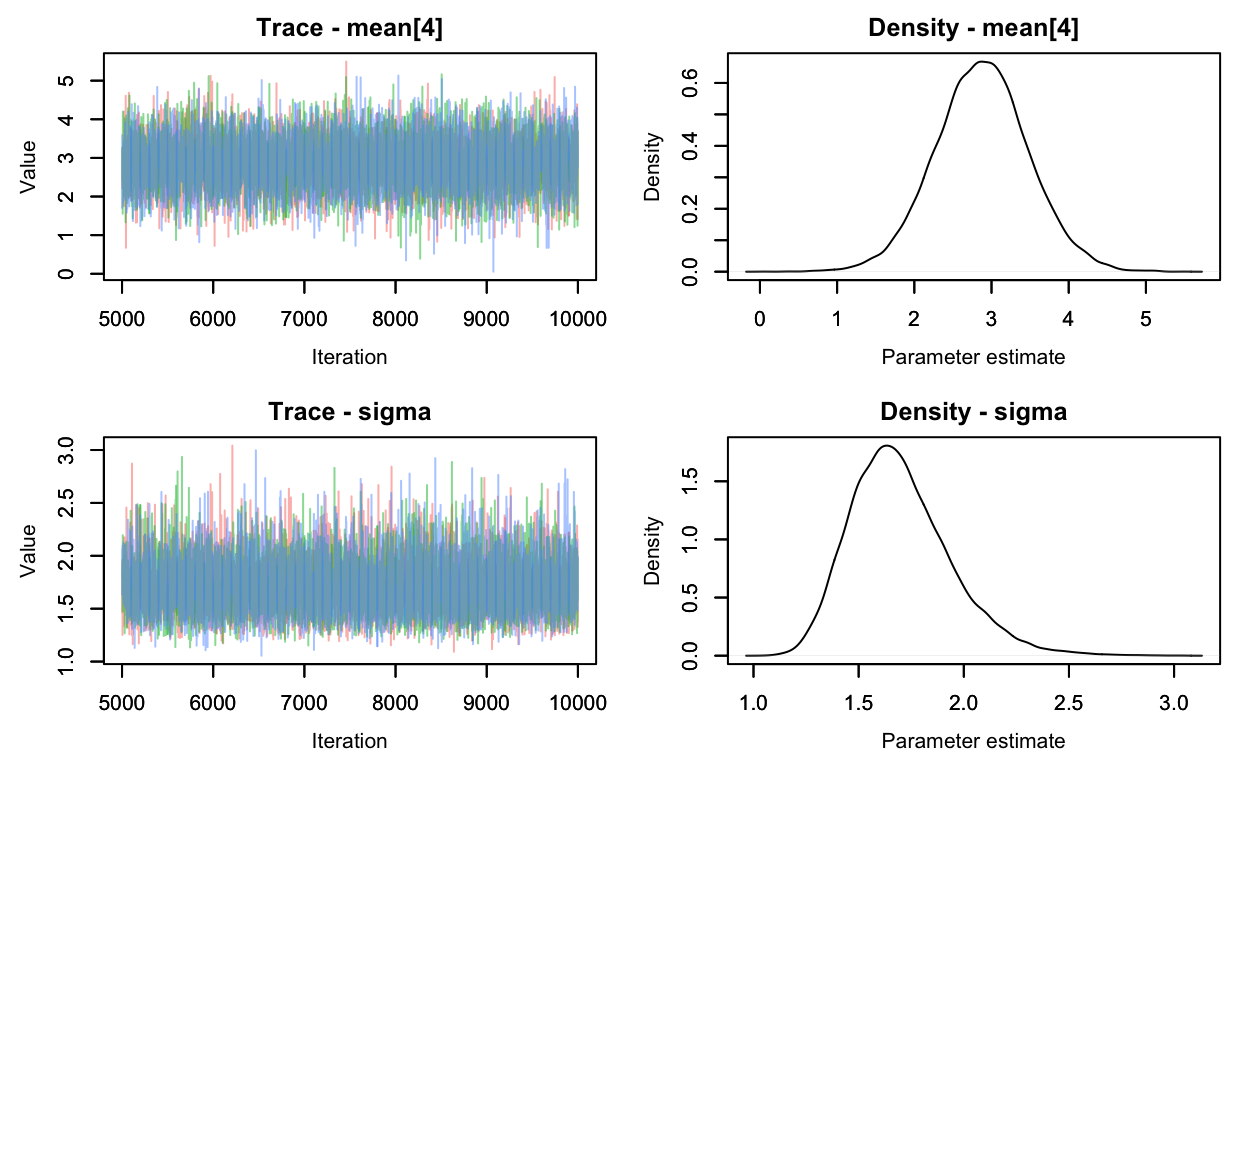 Trace - mean[4]
Value
0 1 2 3 4 5
5000 6000 7000 8000 9000 10000
Iteration
Density - mean[4]
Density
0.0 0.2 0.4 0.6
0 1 2 3 4 5
Parameter estimate
Trace - sigma
Value
1.0 1.5 2.0 2.5 3.0
5000 6000 7000 8000 9000 10000
Iteration
Density - sigma
Density
0.0 0.5 1.0 1.5
1.0 1.5 2.0 2.5 3.0
Parameter estimate